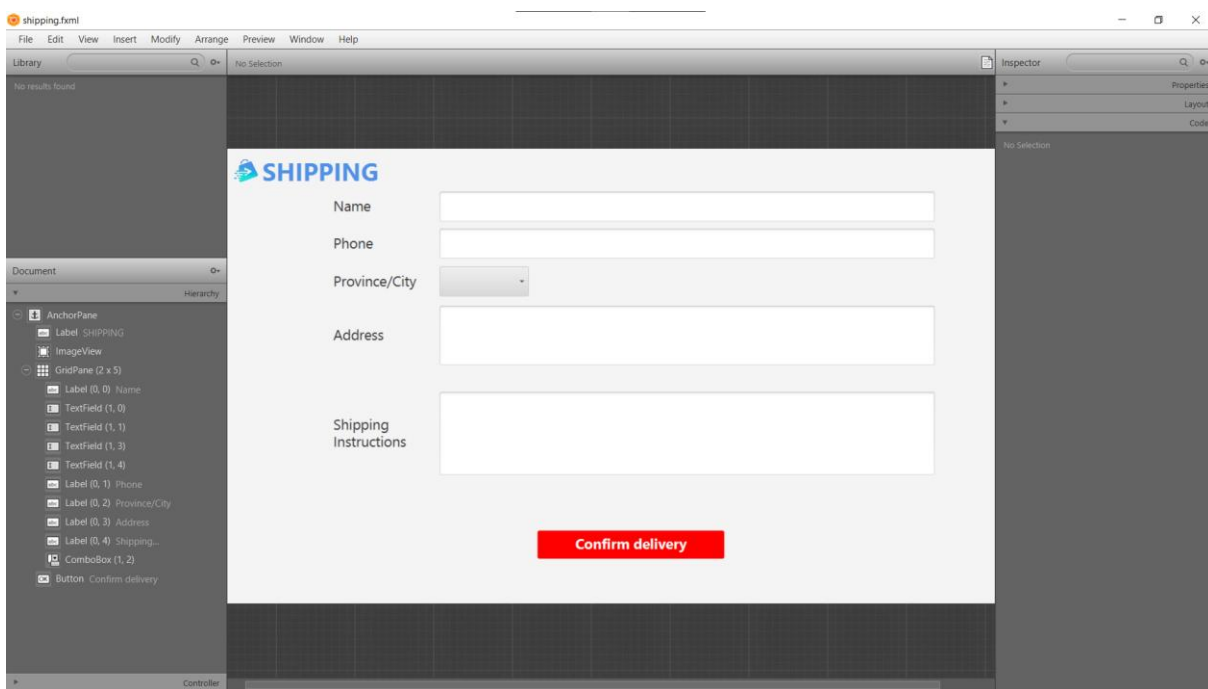 shipping.fxml
File Edit View Insert Modify Arrange Preview Window Help
Library
No Selection
Inspector
No results found
Properties
Layout
Code
No Selection
SHIPPING
Name
Phone
Province/City
Address
Shipping
Instructions
Confirm delivery
Document
Hierarchy
AnchorPane
Label SHIPPING
ImageView
GridPane (2 x 5)
Label (0, 0) Name
TextField (1, 0)
TextField (1, 1)
TextField (1, 3)
TextField (1, 4)
Label (0, 1) Phone
Label (0, 2) Province/City
Label (0, 3) Address
Label (0, 4) Shipping...
ComboBox (1, 2)
Button Confirm delivery
Controller